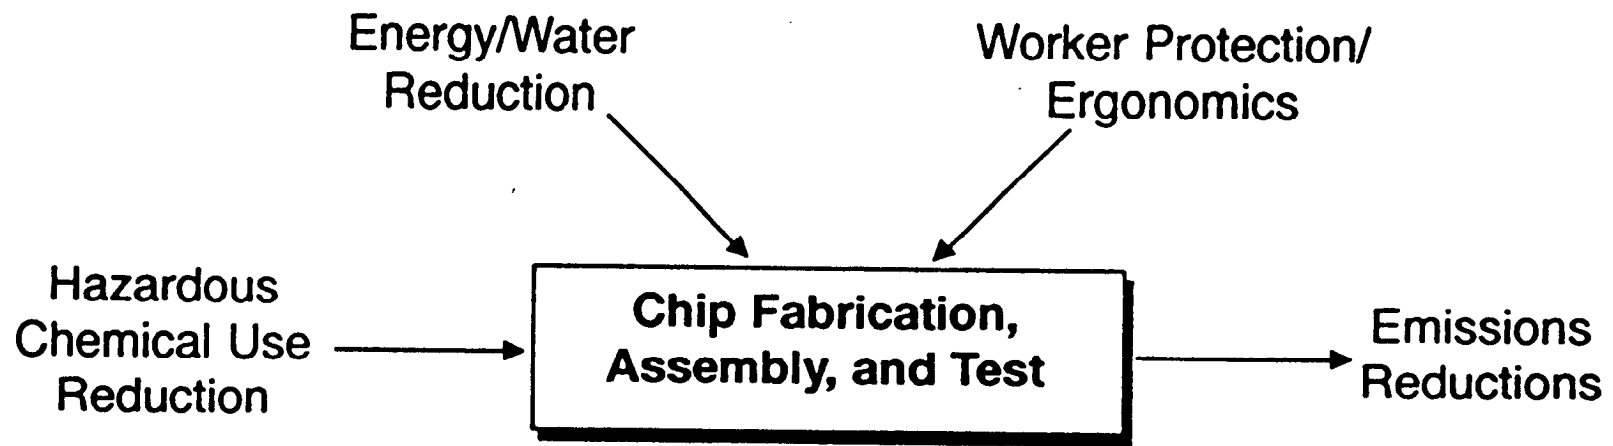 Energy/Water
Reduction
Worker Protection/
Ergonomics
Hazardous
Chemical Use
Reduction
Chip Fabrication,
Assembly, and Test
Emissions
Reductions